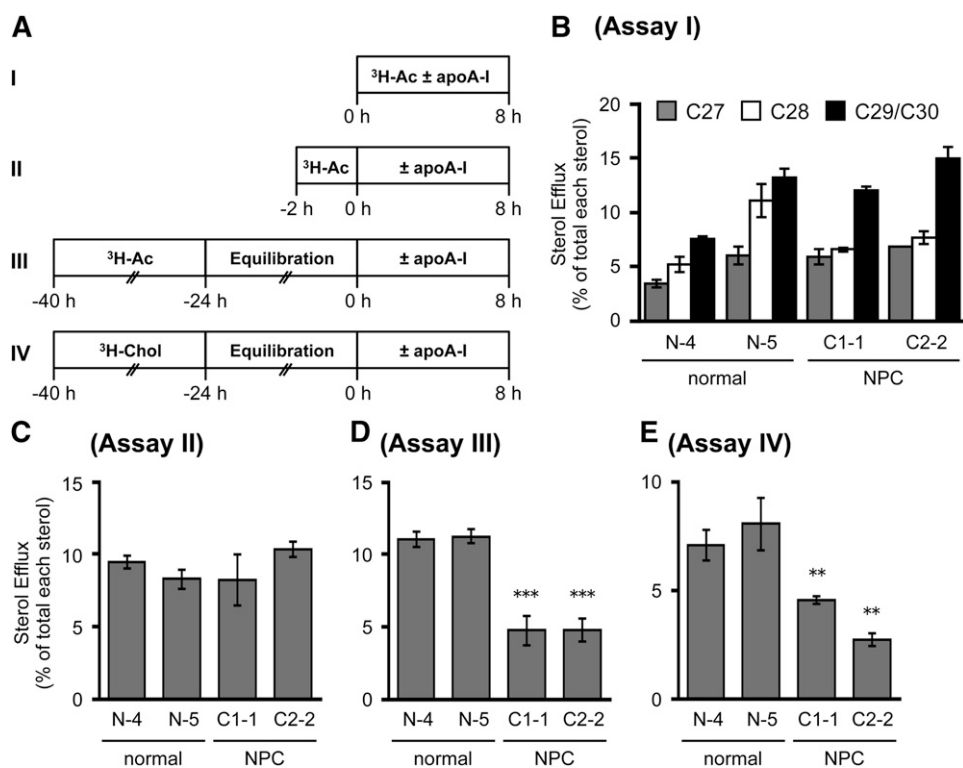 A
I
³H-Ac ± apoA-I
0 h 8 h
II
³H-Ac ± apoA-I
-2 h 0 h 8 h
III
³H-Ac Equilibration ± apoA-I
-40 h -24 h 0 h 8 h
IV
³H-Chol Equilibration ± apoA-I
-40 h -24 h 0 h 8 h
B (Assay I)
Sterol Efflux
(% of total each sterol)
20
15
10
5
0
C27 C28 C29/C30
N-4 N-5 C1-1 C2-2
normal NPC
C (Assay II)
Sterol Efflux
(% of total each sterol)
15
10
5
0
N-4 N-5 C1-1 C2-2
normal NPC
D (Assay III)
15
10
5
0
*** ***
N-4 N-5 C1-1 C2-2
normal NPC
E (Assay IV)
10
5
0
**
**
N-4 N-5 C1-1 C2-2
normal NPC